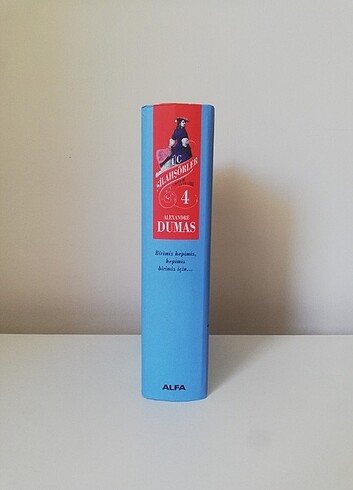 ÜÇ
SİLAHŞÖRLER
4
ALEXANDRE
DUMAS
Birimiz hepimiz,
hepimiz
birimiz için...
ALFA